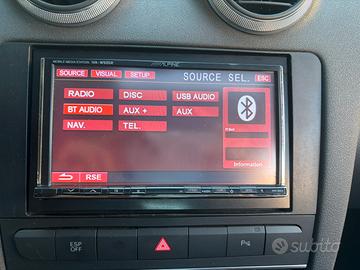 MOBILE MEDIA STATION
ALPINE
SOURCE VISUAL SETUP SOURCE SEL. ESC
RADIO DISC USB AUDIO
BT AUDIO AUX+ AUX
NAV. TEL.
Information
RSE
ESP OFF
P
subito